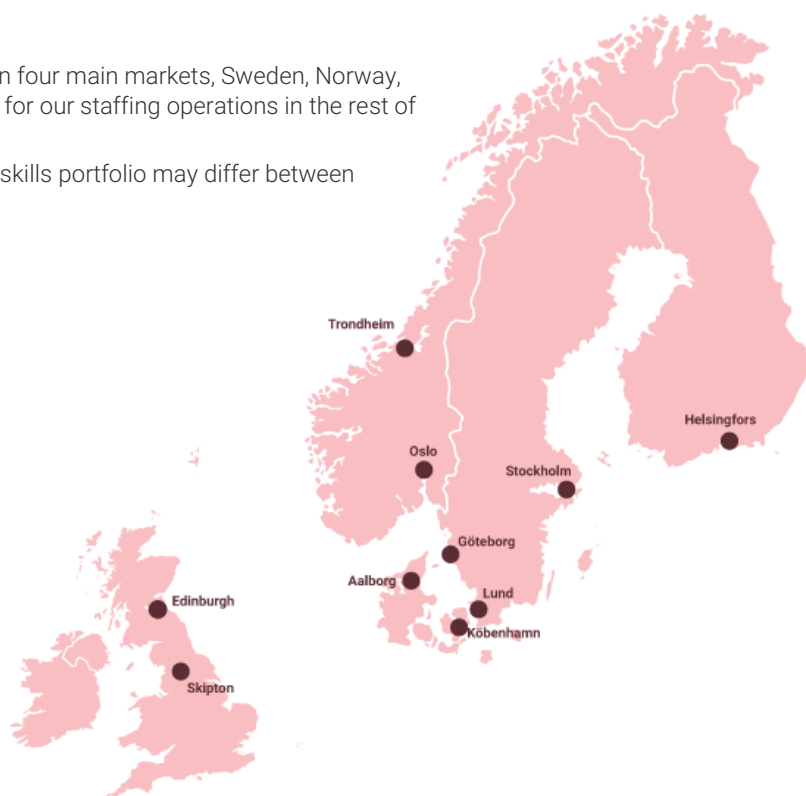 n four main markets, Sweden, Norway,
for our staffing operations in the rest of
skills portfolio may differ between
Trondheim
Helsingfors
Oslo
Stockholm
Göteborg
Aalborg
Lund
Edinburgh
Köbenhamn
Skipton